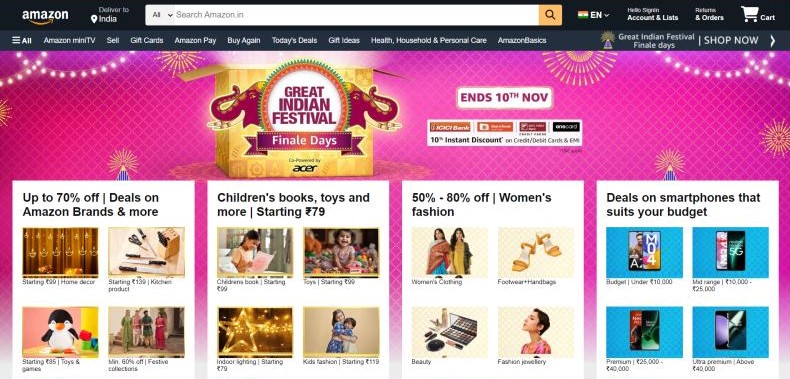 amazon
Deliver to
India
All
Search Amazon.in
EN
Hello SignIn
Account & Lists
Returns
& Orders
Cart
All
Amazon miniTV
Sell
Gift Cards
Amazon Pay
Buy Again
Today's Deals
Gift Ideas
Health, Household & Personal Care
AmazonBasics
Great Indian Festival
Finale days
SHOP NOW
GREAT
INDIAN
FESTIVAL
Finale Days
Co-Powered by
acer
ENDS 10TH NOV
ICICI Bank
onecard
10% Instant Discount* on Credit/Debit Cards & EMI
Up to 70% off | Deals on
Amazon Brands & more
Starting ₹99 | Home decor
Starting ₹139 | Kitchen
product
Starting ₹85 | Toys &
games
Min. 60% off | Festive
collections
Children's books, toys and
more | Starting ₹79
Childrens book | Starting
₹99
Toys | Starting ₹99
Indoor lighting | Starting
₹79
Kids fashion | Starting ₹119
50% - 80% off | Women's
fashion
Women's Clothing
Footwear+Handbags
Beauty
Fashion jewellery
Deals on smartphones that
suits your budget
Budget | Under ₹10,000
Mid range | ₹10,000 -
₹25,000
Premium | ₹25,000 -
₹40,000
Ultra premium | Above
₹40,000